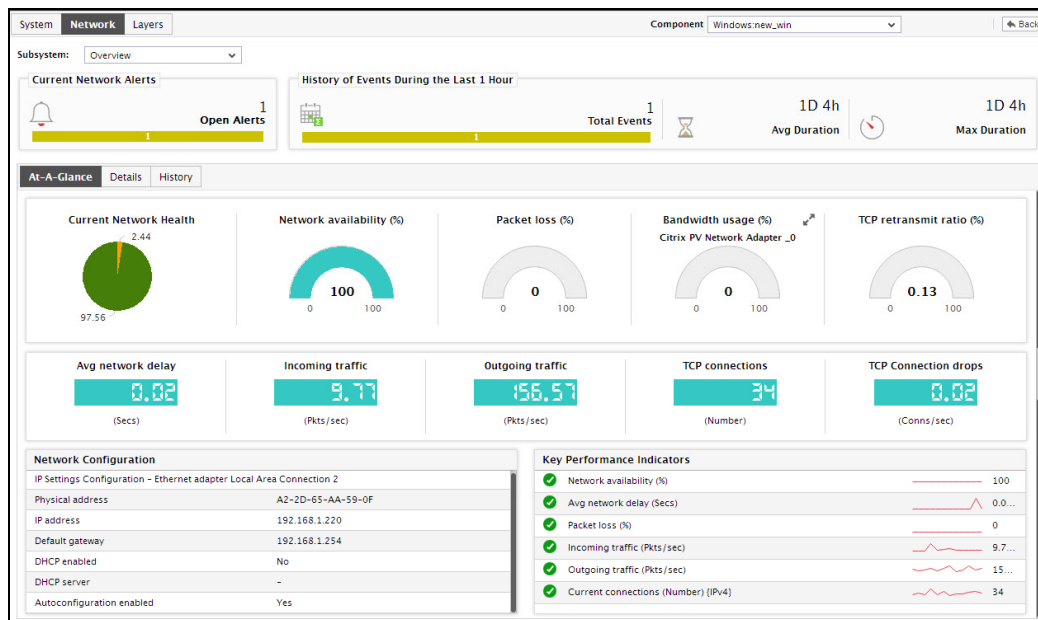 System Network Layers Component Windows:new_win Back
Subsystem: Overview
Current Network Alerts
1
Open Alerts
1
History of Events During the Last 1 Hour
1
Total Events
1
1D 4h
Avg Duration
1D 4h
Max Duration
At-A-Glance Details History
Current Network Health
2.44
97.56
Network availability (%)
100
0 100
Packet loss (%)
0
0 100
Bandwidth usage (%)
Citrix PV Network Adapter _0
0
0 100
TCP retransmit ratio (%)
0.13
0 100
Avg network delay
0.02
(Secs)
Incoming traffic
9.77
(Pkts/sec)
Outgoing traffic
156.57
(Pkts/sec)
TCP connections
34
(Number)
TCP Connection drops
0.02
(Conns/sec)
Network Configuration
IP Settings Configuration - Ethernet adapter Local Area Connection 2
Physical address A2-2D-65-AA-59-0F
IP address 192.168.1.220
Default gateway 192.168.1.254
DHCP enabled No
DHCP server -
Autoconfiguration enabled Yes
Key Performance Indicators
Network availability (%) 100
Avg network delay (Secs) 0.0...
Packet loss (%) 0
Incoming traffic (Pkts/sec) 9.7...
Outgoing traffic (Pkts/sec) 15...
Current connections (Number) {IPv4} 34